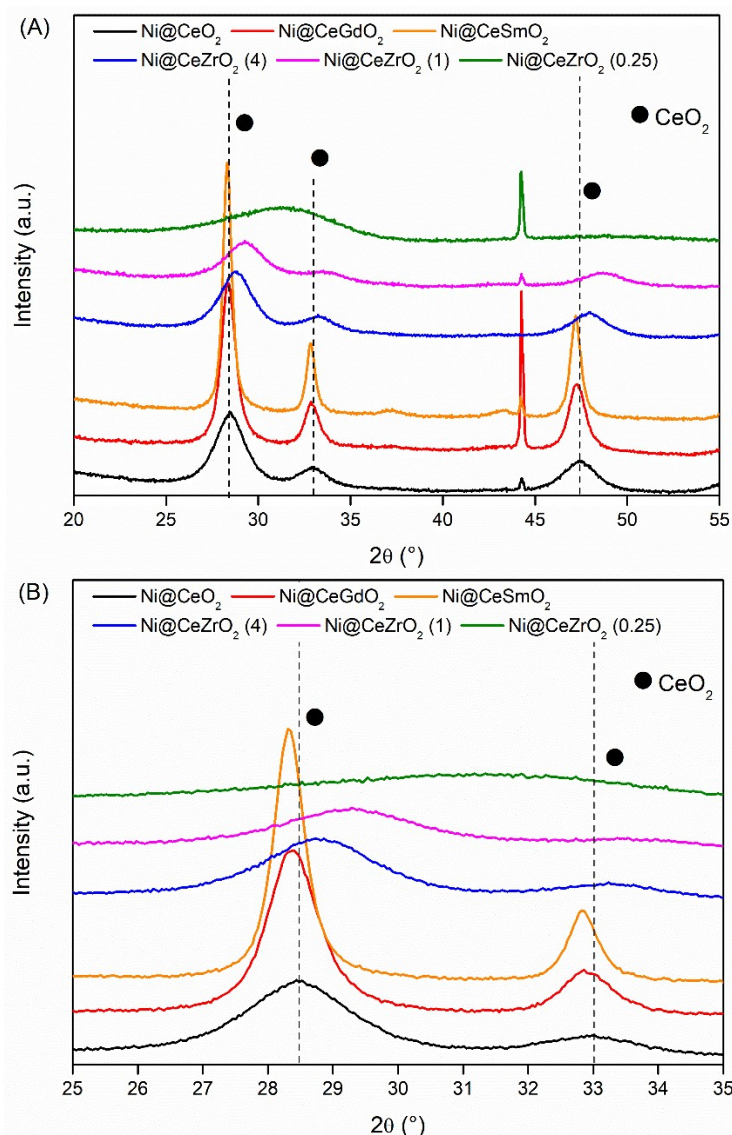 (A)
Ni@CeO₂ Ni@CeGdO₂ Ni@CeSmO₂
Ni@CeZrO₂ (4) Ni@CeZrO₂ (1) Ni@CeZrO₂ (0.25)
CeO₂
Intensity (a.u.)
20 25 30 35 40 45 50 55
2θ (°)
(B)
Ni@CeO₂ Ni@CeGdO₂ Ni@CeSmO₂
Ni@CeZrO₂ (4) Ni@CeZrO₂ (1) Ni@CeZrO₂ (0.25)
CeO₂
Intensity (a.u.)
25 26 27 28 29 30 31 32 33 34 35
2θ (°)